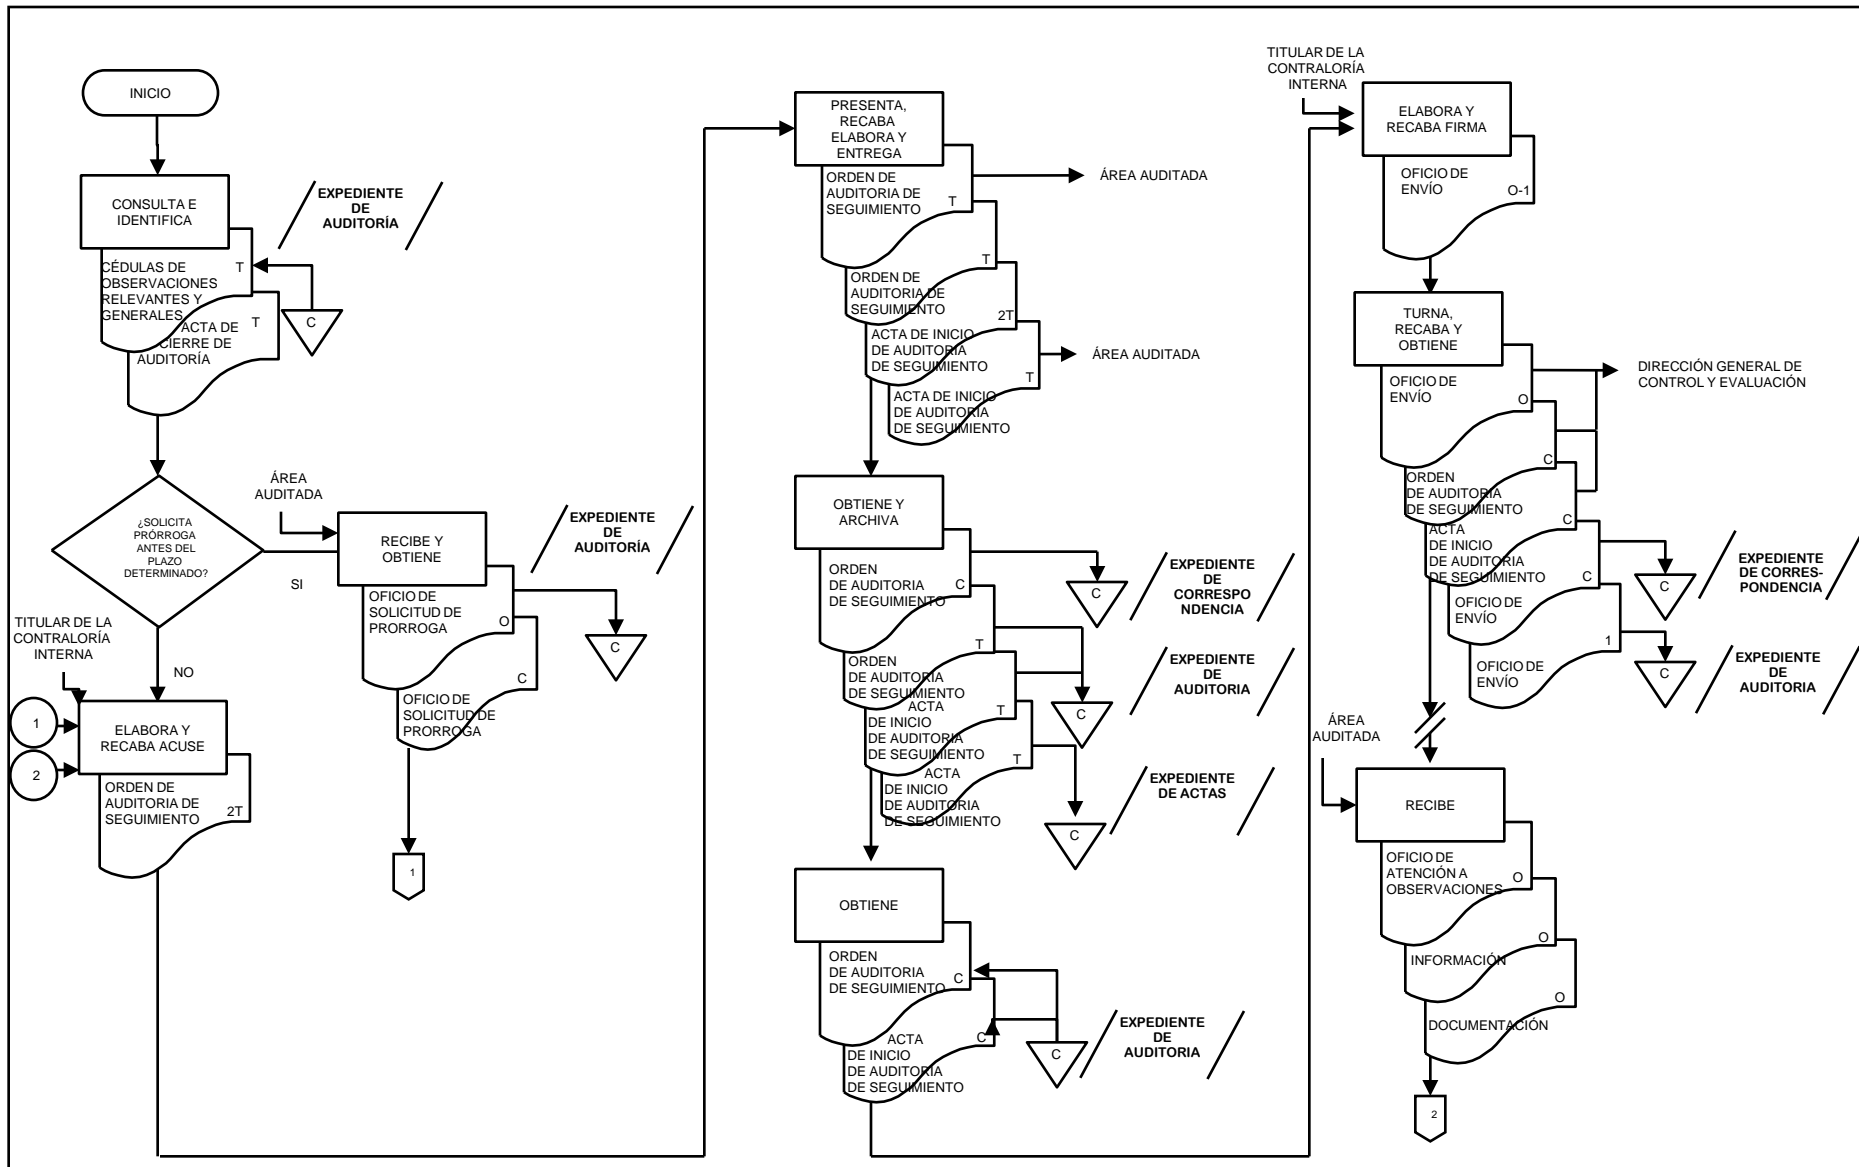 INICIO
CONSULTA E
IDENTIFICA
EXPEDIENTE
DE
AUDITORÍA
CÉDULAS DE
OBSERVACIONES
RELEVANTES Y
GENERALES
T
ACTA DE
CIERRE DE
AUDITORÍA
T
C
¿SOLICITA
PRÓRROGA
ANTES DEL
PLAZO
DETERMINADO?
SI
NO
ÁREA
AUDITADA
RECIBE Y
OBTIENE
EXPEDIENTE
DE
AUDITORÍA
OFICIO DE
SOLICITUD DE
PRORROGA
O
C
OFICIO DE
SOLICITUD DE
PRORROGA
C
1
TITULAR DE LA
CONTRALORÍA
INTERNA
1
2
ELABORA Y
RECABA ACUSE
ORDEN DE
AUDITORIA DE
SEGUIMIENTO
2T
PRESENTA,
RECABA
ELABORA Y
ENTREGA
ORDEN DE
AUDITORIA DE
SEGUIMIENTO
T
ÁREA AUDITADA
ORDEN DE
AUDITORIA DE
SEGUIMIENTO
T
ACTA DE INICIO
DE AUDITORIA
DE SEGUIMIENTO
2T
ÁREA AUDITADA
ACTA DE INICIO
DE AUDITORÍA
DE SEGUIMIENTO
T
OBTIENE Y
ARCHIVA
ORDEN
DE AUDITORIA
DE SEGUIMIENTO
C
C
EXPEDIENTE
DE
CORRESPO
NDENCIA
ORDEN
DE AUDITORIA
DE SEGUIMIENTO
T
C
EXPEDIENTE
DE
AUDITORIA
ACTA
DE INICIO
DE AUDITORIA
DE SEGUIMIENTO
T
ACTA
DE INICIO
DE AUDITORIA
DE SEGUIMIENTO
T
C
EXPEDIENTE
DE ACTAS
OBTIENE
ORDEN
DE AUDITORIA
DE SEGUIMIENTO
C
ACTA
DE INICIO
DE AUDITORIA
DE SEGUIMIENTO
C
C
EXPEDIENTE
DE
AUDITORIA
TITULAR DE LA
CONTRALORÍA
INTERNA
ELABORA Y
RECABA FIRMA
OFICIO DE
ENVÍO
O-1
TURNA,
RECABA Y
OBTIENE
OFICIO DE
ENVÍO
O
DIRECCIÓN GENERAL DE
CONTROL Y EVALUACIÓN
ORDEN
DE AUDITORIA
DE SEGUIMIENTO
C
ACTA
DE INICIO
DE AUDITORIA
DE SEGUIMIENTO
C
OFICIO DE
ENVÍO
C
C
EXPEDIENTE
DE CORRES-
PONDENCIA
OFICIO DE
ENVÍO
1
C
EXPEDIENTE
DE
AUDITORIA
ÁREA
AUDITADA
RECIBE
OFICIO DE
ATENCIÓN A
OBSERVACIONES
O
INFORMACIÓN
O
DOCUMENTACIÓN
O
2